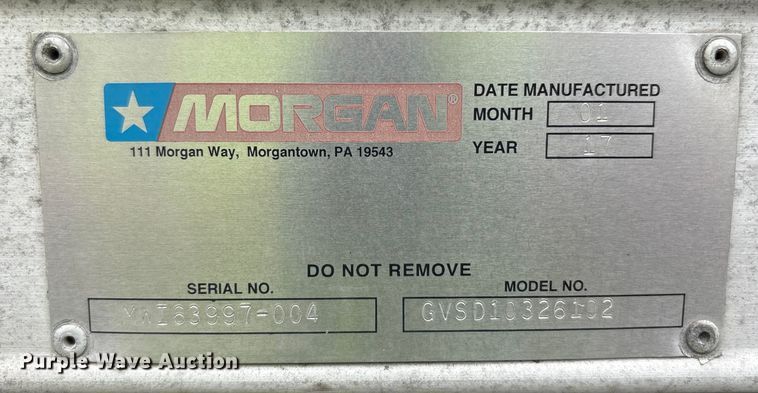 MORGAN®
111 Morgan Way, Morgantown, PA 19543
DATE MANUFACTURED
MONTH 01
YEAR 17
DO NOT REMOVE
SERIAL NO.
MODEL NO.
GVSD10326102
Purple Wave Auction